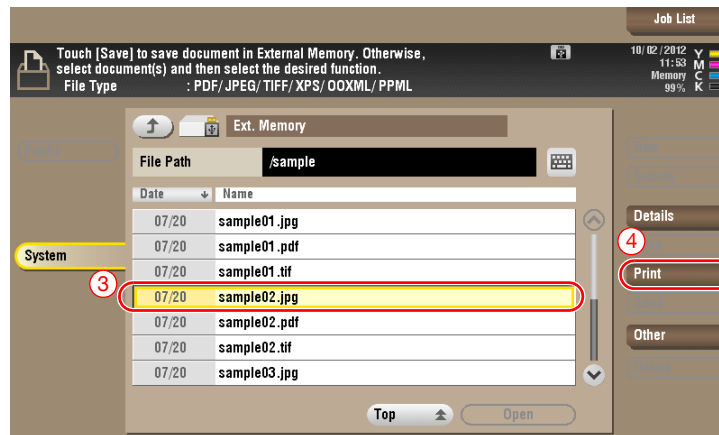 Job List
Touch [Save] to save document in External Memory. Otherwise,
select document(s) and then select the desired function.
File Type : PDF/JPEG/TIFF/XPS/OOXML/PPML
10/02/2012
11:53
Memory
99%
Y
M
C
K
Ext. Memory
File Path /sample
Date Name
07/20 sample01.jpg
07/20 sample01.pdf
07/20 sample01.tif
07/20 sample02.jpg
07/20 sample02.pdf
07/20 sample02.tif
07/20 sample03.jpg
System
3
Details
4
Print
Other
Top
Open